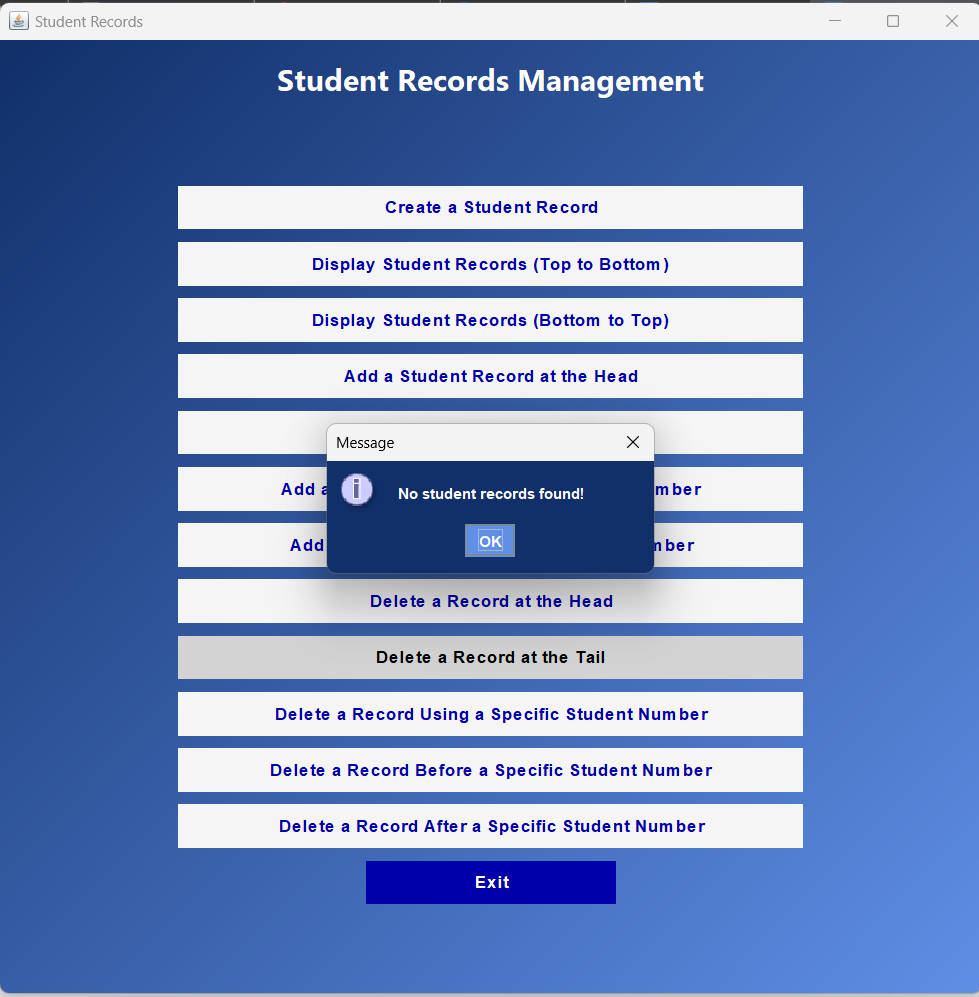 Student Records
Student Records Management
Create a Student Record
Display Student Records (Top to Bottom)
Display Student Records (Bottom to Top)
Add a Student Record at the Head
Message
Add a
mber
No student records found!
OK
Add
mber
Delete a Record at the Head
Delete a Record at the Tail
Delete a Record Using a Specific Student Number
Delete a Record Before a Specific Student Number
Delete a Record After a Specific Student Number
Exit